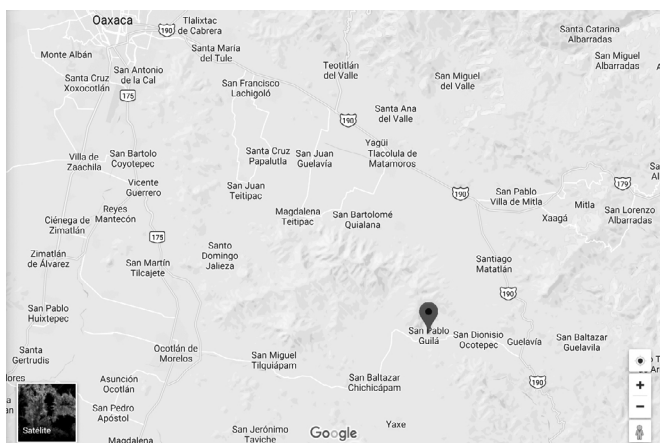 Oaxaca
190
Tlalixtac
de Cabrera
Santa Catarina
Albarradas
Santa María
del Tule
Monte Albán
San Miguel
Albarradas
Teotitlán
del Valle
San Antonio
de la Cal
Santa Cruz
Xoxocotlán
San Miguel
del Valle
San Francisco
Lachigoló
175
Santa Ana
del Valle
190
190
Yagüi
Santa Cruz
Papalutla
San Juan
Guelavía
Tlacolula de
Matamoros
Villa de
Zaachila
San Bartolo
Coyotepec
179
Vicente
Guerrero
San Juan
Teitipac
190
San Pablo
Villa de Mitla
Mitla
Xaagá
San Lorenzo
Albarradas
Reyes
Mantecón
Magdalena
Teitipac
San Bartolomé
Quialana
Ciénega de
Zimatlán
175
Santo
Domingo
Jalieza
Zimatlán
de Álvarez
San Martín
Tilcajete
Santiago
Matatlán
190
San Pablo
Huixtepec
San Pablo
Guilá
San Dionisio
Ocotepec
Guelavía
San Baltazar
Guelavila
Santa
Gertrudis
Ocotlán de
Morelos
San Miguel
Tilquiápam
San Baltazar
Chichicápam
190
Asunción
Ocotlán
San Pedro
Apóstol
Satélite
Yaxe
San Jerónimo
Taviche
Magdalena
Google
+
−